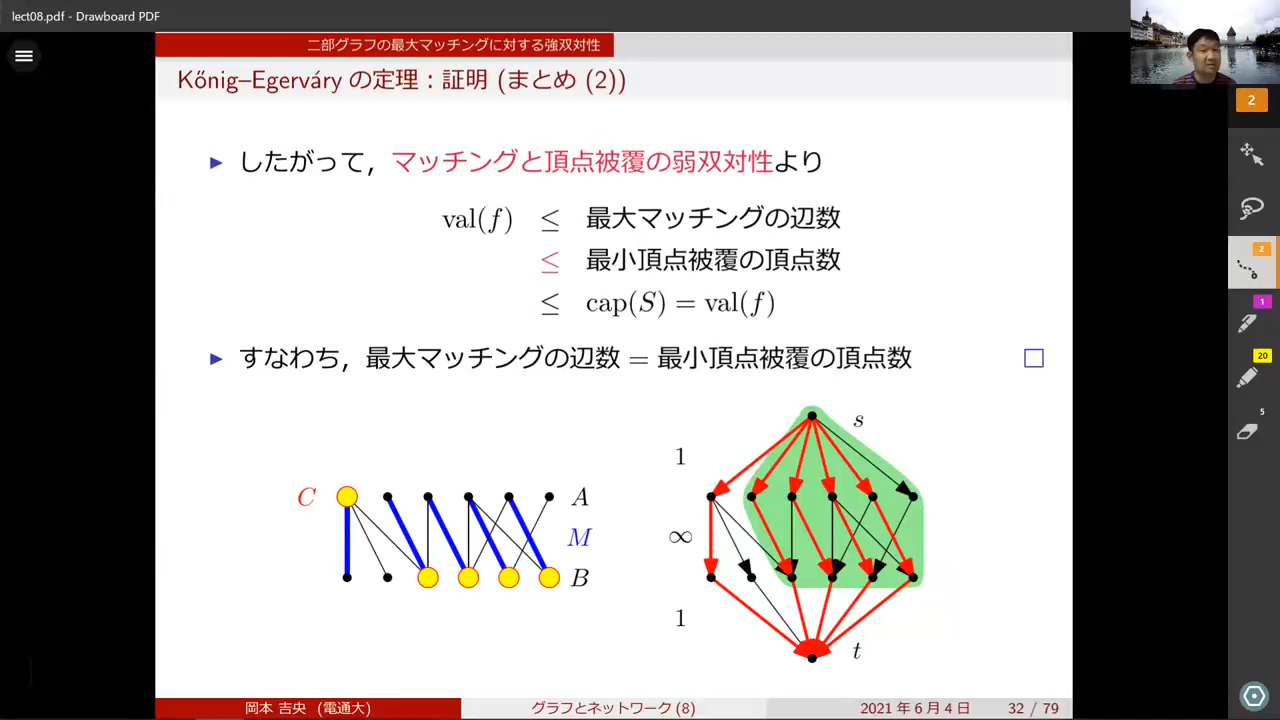 lect08.pdf - Drawboard PDF
二部グラフの最大マッチングに対する強双対性
Kőnig–Egerváry の定理 : 証明 (まとめ (2))
したがって，マッチングと頂点被覆の弱双対性より
val(f) ≤ 最大マッチングの辺数
≤ 最小頂点被覆の頂点数
≤ cap(S) = val(f)
すなわち，最大マッチングの辺数 = 最小頂点被覆の頂点数
s
1
C
A
∞
M
B
1
t
岡本 吉央 (電通大)
グラフとネットワーク (8)
2021 年 6 月 4 日
32 / 79
2
2
1
20
5